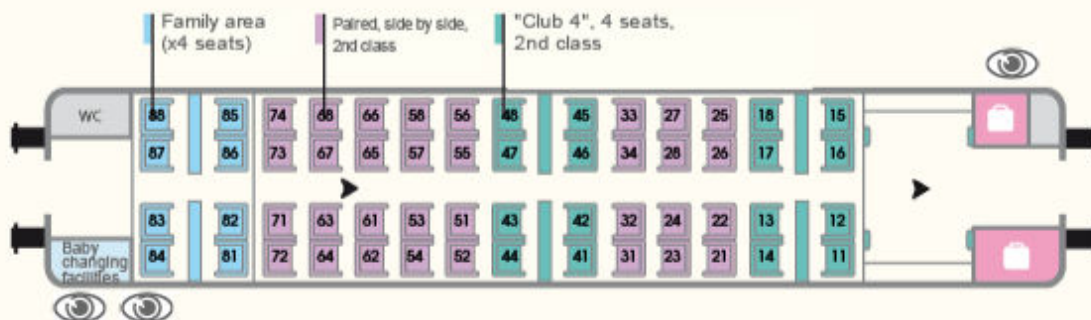 Family area
(x4 seats)
Paired, side by side,
2nd class
"Club 4", 4 seats,
2nd class
WC
88 85 74 68 66 58 56 48 45 33 27 25 18 15
87 86 73 67 65 57 55 47 46 34 28 26 17 16
83 82 71 63 61 53 51 43 42 32 24 22 13 12
84 81 72 64 62 54 52 44 41 31 23 21 14 11
Baby
changing
facilities